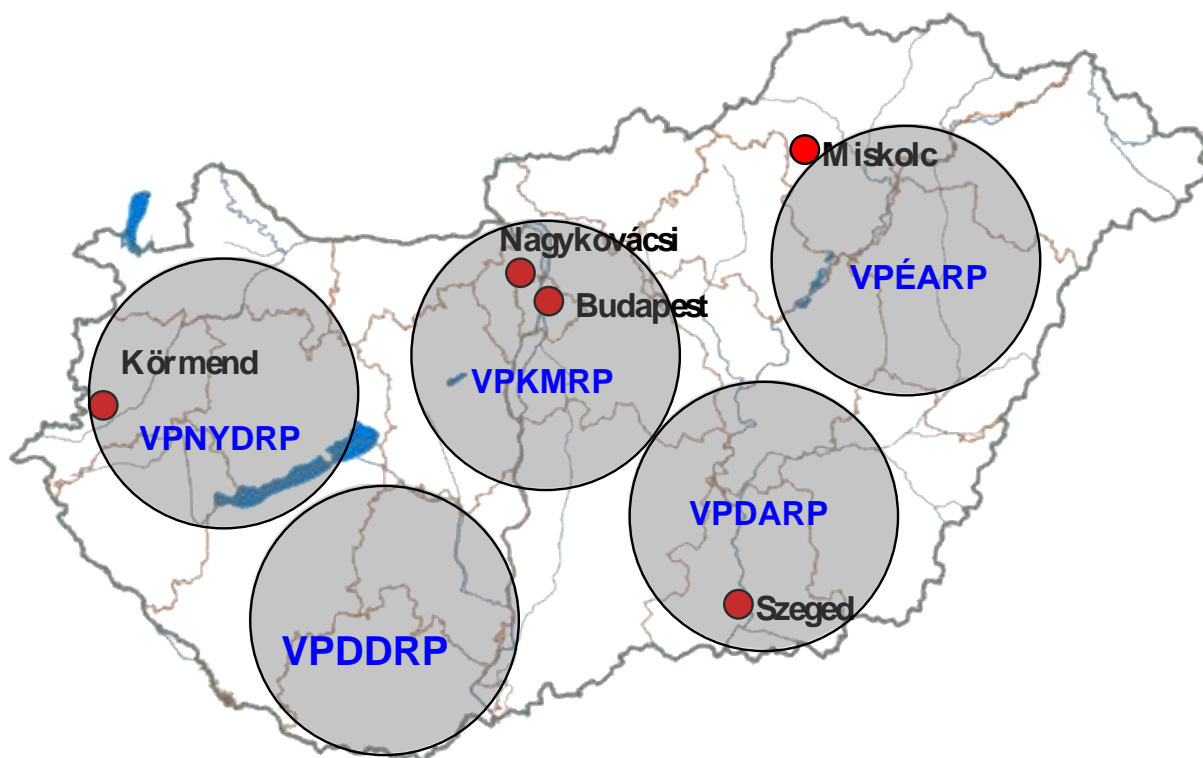 Miskolc
Nagykovácsi
VPÉARP
Budapest
Körmend
VPKMRP
VPNYDRP
VPDARP
Szeged
VPDDRP